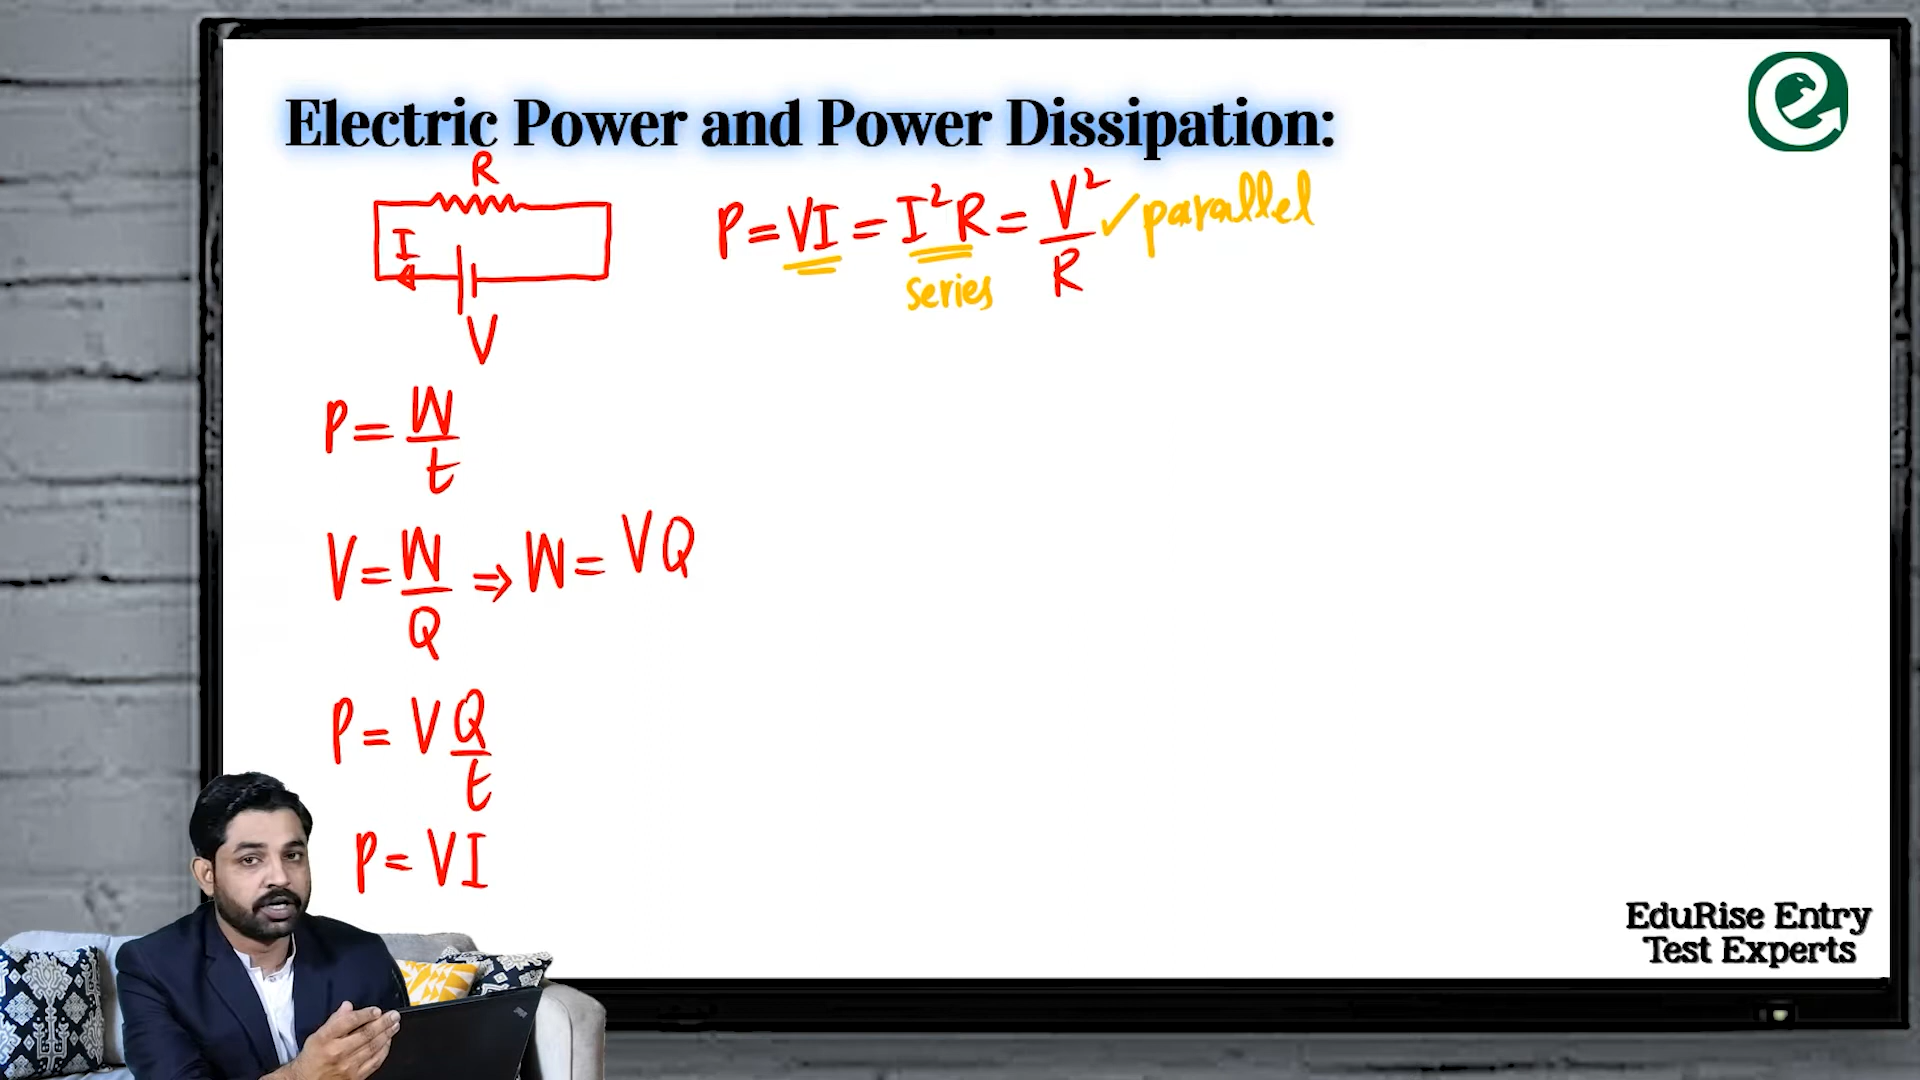 Electric Power and Power Dissipation:
R
I
V
P = VI = I²R = V²/R ✓ parallel
series
P = W/t
V = W/Q ⇒ W = VQ
P = V Q/t
P = VI
EduRise Entry
Test Experts